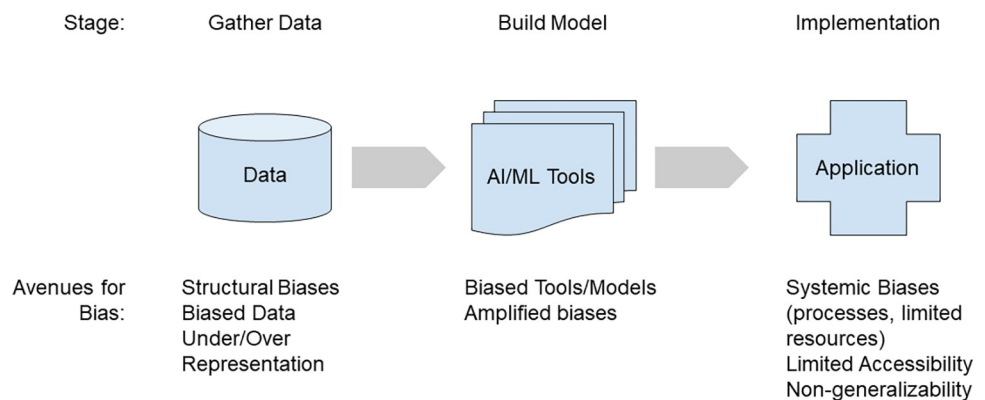 Stage: Gather Data Build Model Implementation
Data
AI/ML Tools
Application
Avenues for
Bias:
Structural Biases
Biased Data
Under/Over
Representation
Biased Tools/Models
Amplified biases
Systemic Biases
(processes, limited
resources)
Limited Accessibility
Non-generalizability